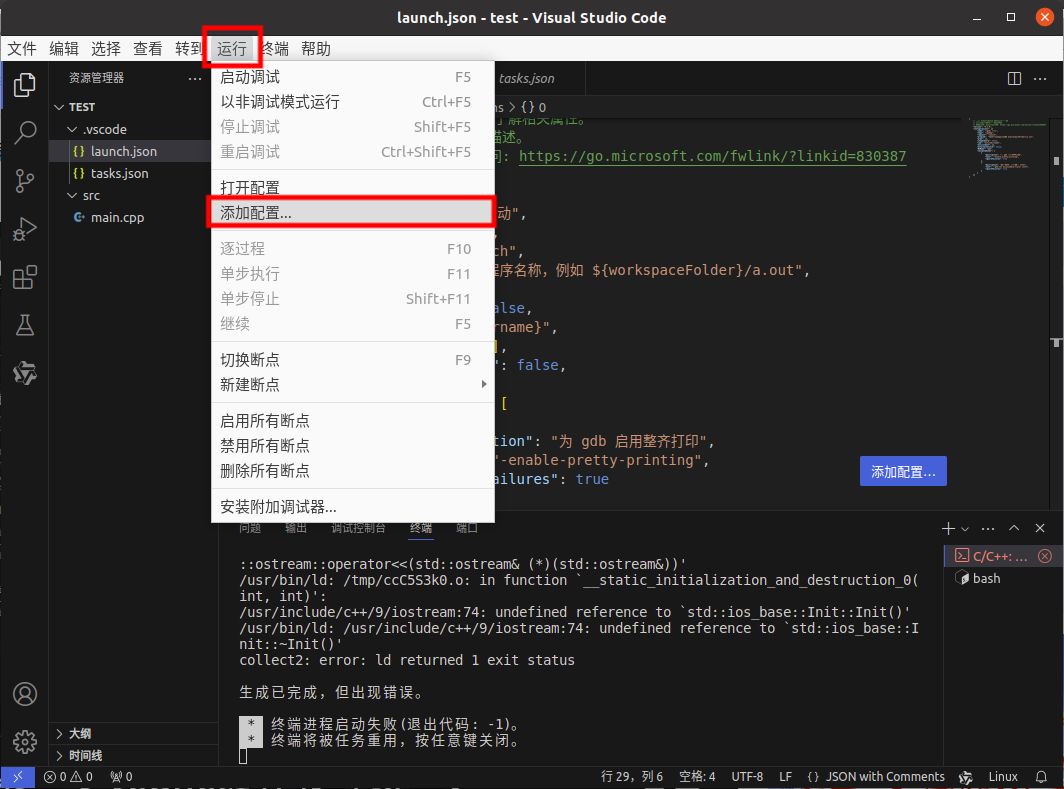 launch.json - test - Visual Studio Code
文件 编辑 选择 查看 转到 运行 终端 帮助
资源管理器
TEST
.vscode
launch.json
tasks.json
src
main.cpp
大纲
时间线
启动调试 F5
以非调试模式运行 Ctrl+F5
停止调试 Shift+F5
重启调试 Ctrl+Shift+F5
打开配置
添加配置...
逐过程 F10
单步执行 F11
单步停止 Shift+F11
继续 F5
切换断点 F9
新建断点
启用所有断点
禁用所有断点
删除所有断点
安装附加调试器...
tasks.json
ns > {} 0
了解相关属性。
描述。
问: https://go.microsoft.com/fwlink/?linkid=830387
动",
,
ch",
程序名称，例如 ${workspaceFolder}/a.out",
alse,
rname}",
],
": false,
[
tion": "为 gdb 启用整齐打印",
"-enable-pretty-printing",
ailures": true
添加配置...
问题 输出 调试控制台 终端 端口
::ostream::operator<<(std::ostream& (*)(std::ostream&))'
/usr/bin/ld: /tmp/ccC5S3k0.o: in function `__static_initialization_and_destruction_0(
int, int)':
/usr/include/c++/9/iostream:74: undefined reference to `std::ios_base::Init::Init()'
/usr/bin/ld: /usr/include/c++/9/iostream:74: undefined reference to `std::ios_base::I
nit::~Init()'
collect2: error: ld returned 1 exit status
生成已完成，但出现错误。
* 终端进程启动失败(退出代码: -1)。
* 终端将被任务重用，按任意键关闭。
C/C++: ...
bash
0 0 0 行 29，列 6 空格: 4 UTF-8 LF {} JSON with Comments Linux